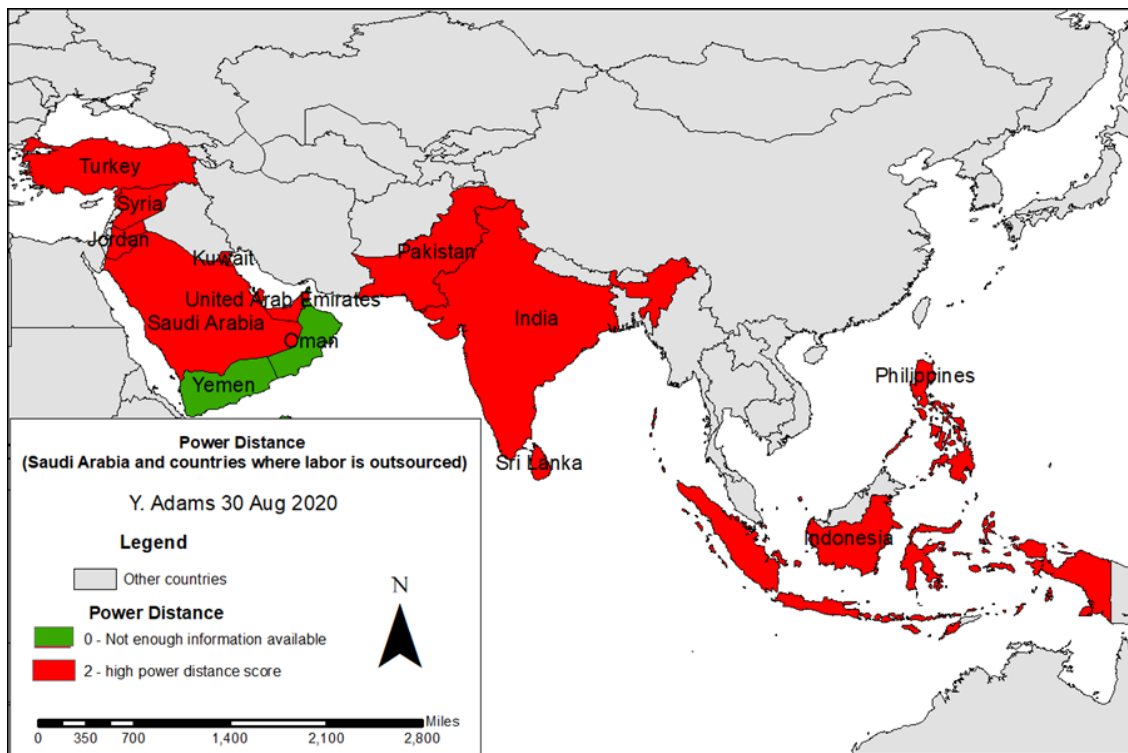 Turkey
Syria
Jordan
Kuwait
Pakistan
United Arab Emirates
Saudi Arabia
India
Oman
Yemen
Philippines
Sri Lanka
Indonesia
Power Distance
(Saudi Arabia and countries where labor is outsourced)
Y. Adams 30 Aug 2020
Legend
Other countries
Power Distance
0 - Not enough information available
2 - high power distance score
N
Miles
0 350 700 1,400 2,100 2,800